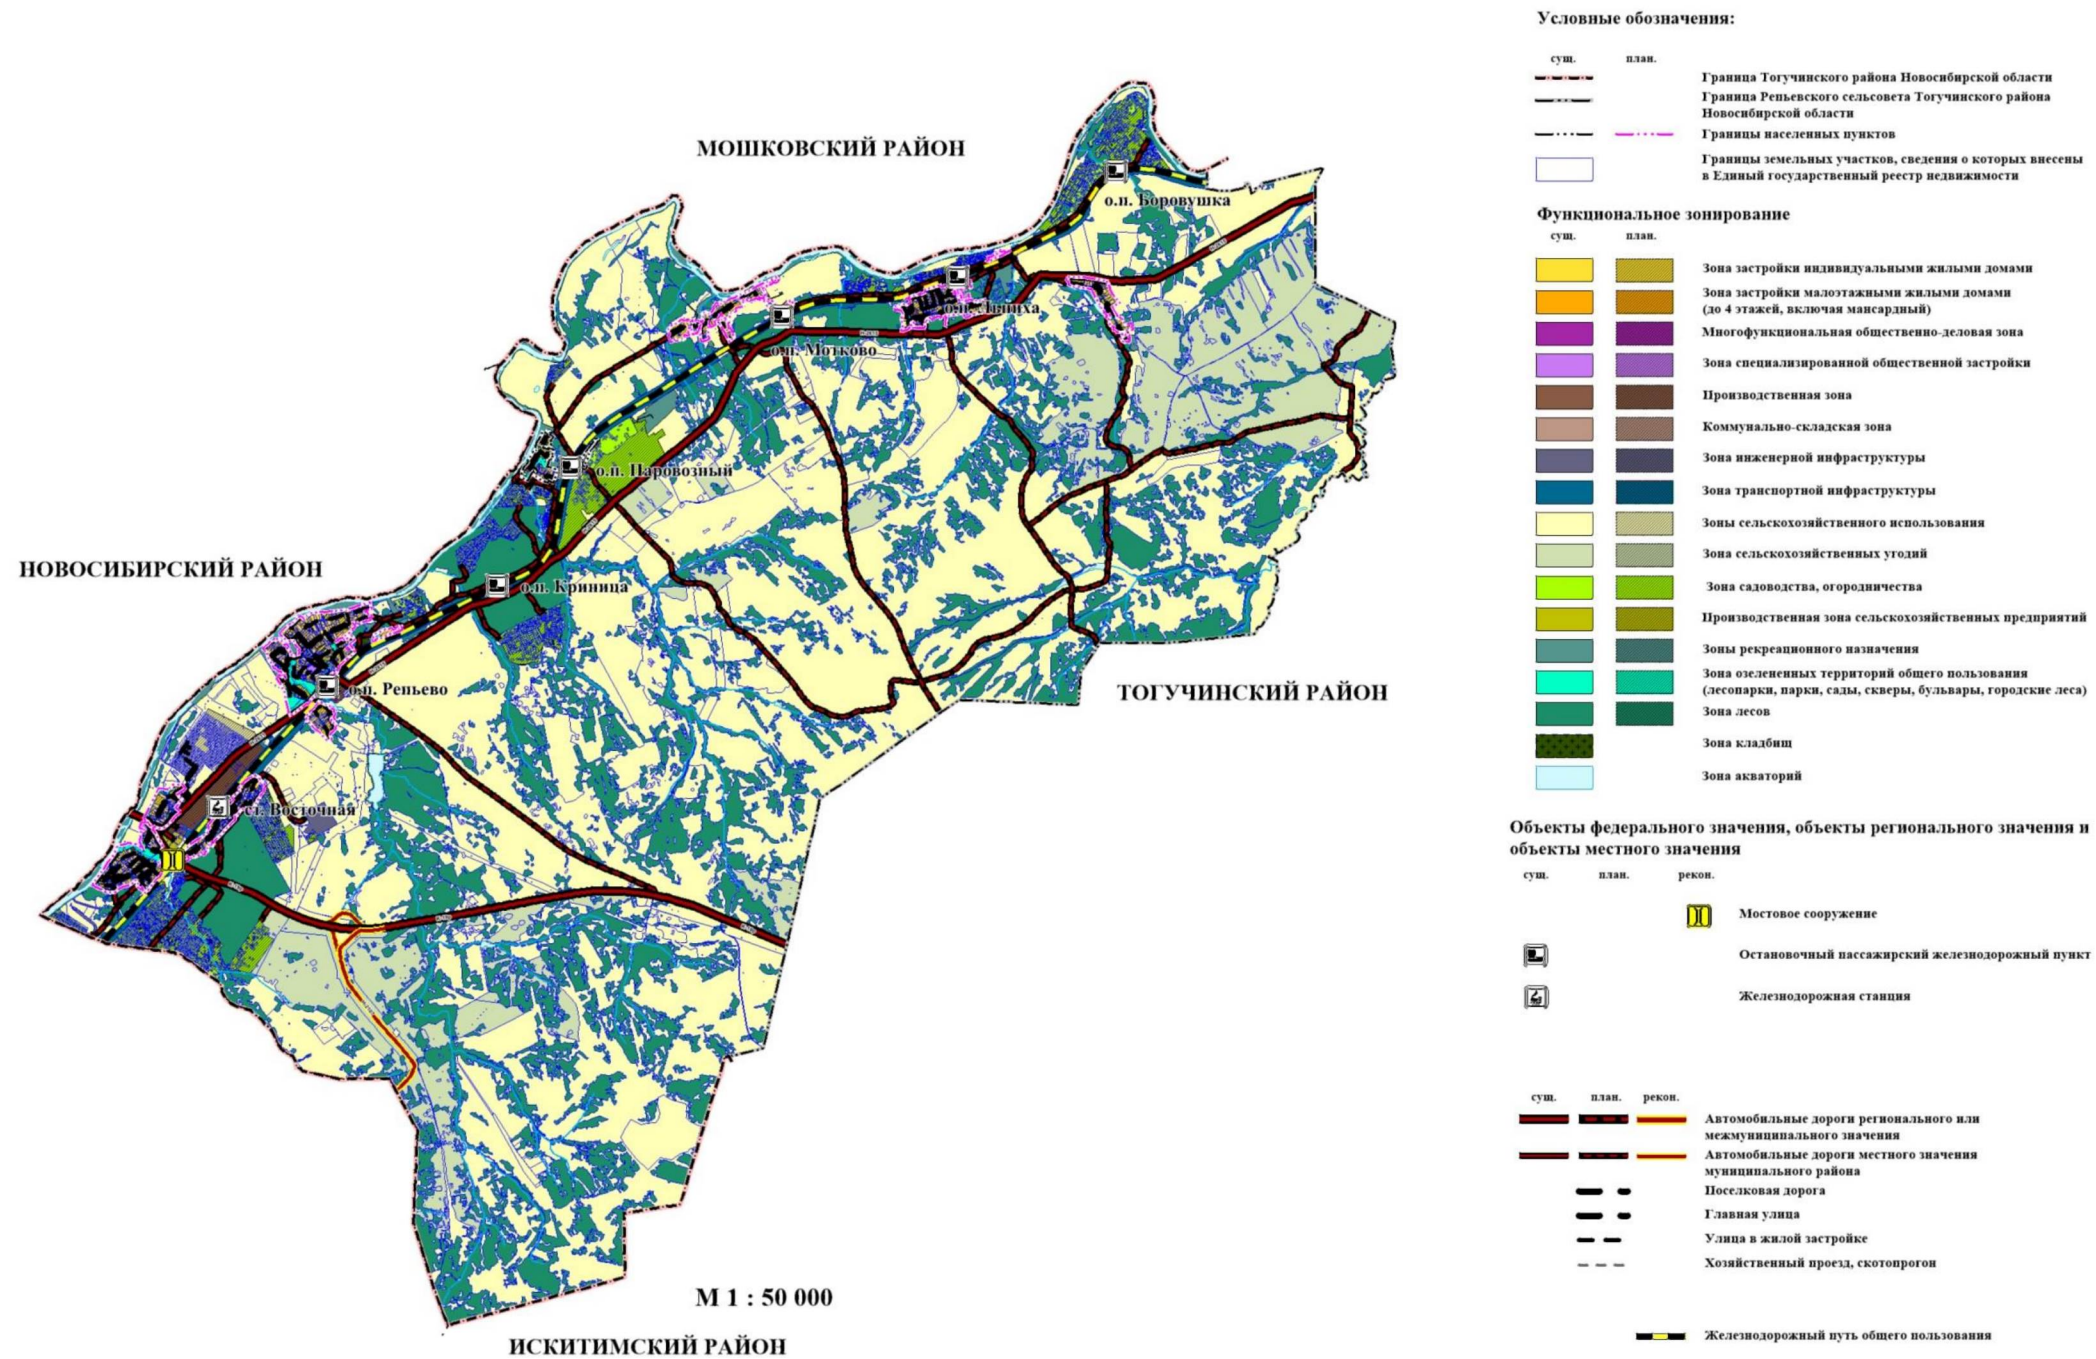 МОШКОВСКИЙ РАЙОН
о.п. Боровушка
о.п. Льниха
о.п. Мотково
о.п. Паровозный
НОВОСИБИРСКИЙ РАЙОН
о.п. Криница
о.п. Репьево
ТОГУЧИНСКИЙ РАЙОН
ст. Восточная
М 1 : 50 000
ИСКИТИМСКИЙ РАЙОН
Условные обозначения:
сущ. план.
Граница Тогучинского района Новосибирской области
Граница Репьевского сельсовета Тогучинского района
Новосибирской области
Границы населенных пунктов
Границы земельных участков, сведения о которых внесены
в Единый государственный реестр недвижимости
Функциональное зонирование
сущ. план.
Зона застройки индивидуальными жилыми домами
Зона застройки малоэтажными жилыми домами
(до 4 этажей, включая мансардный)
Многофункциональная общественно-деловая зона
Зона специализированной общественной застройки
Производственная зона
Коммунально-складская зона
Зона инженерной инфраструктуры
Зона транспортной инфраструктуры
Зоны сельскохозяйственного использования
Зона сельскохозяйственных угодий
Зона садоводства, огородничества
Производственная зона сельскохозяйственных предприятий
Зоны рекреационного назначения
Зона озелененных территорий общего пользования
(лесопарки, парки, сады, скверы, бульвары, городские леса)
Зона лесов
Зона кладбищ
Зона акваторий
Объекты федерального значения, объекты регионального значения и
объекты местного значения
сущ. план. рекон.
Мостовое сооружение
Остановочный пассажирский железнодорожный пункт
Железнодорожная станция
сущ. план. рекон.
Автомобильные дороги регионального или
межмуниципального значения
Автомобильные дороги местного значения
муниципального района
Поселковая дорога
Главная улица
Улица в жилой застройке
Хозяйственный проезд, скотопрогон
Железнодорожный путь общего пользования